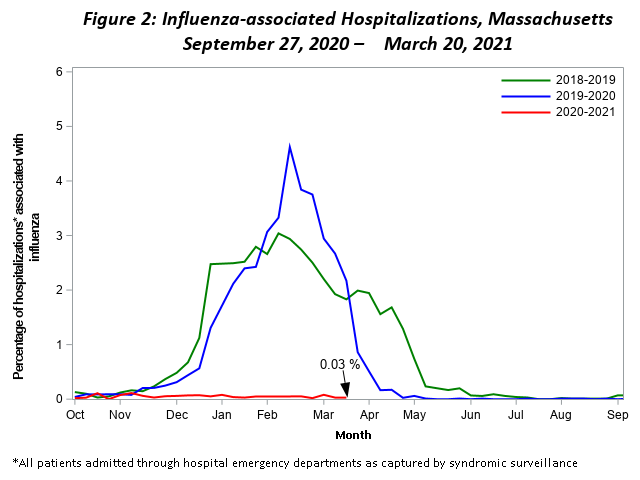 Figure 2: Influenza-associated Hospitalizations, Massachusetts
September 27, 2020 – March 20, 2021
6
5
4
3
2
1
0
Percentage of hospitalizations* associated with
influenza
2018-2019
2019-2020
2020-2021
0.03 %
Oct Nov Dec Jan Feb Mar Apr May Jun Jul Aug Sep
Month
*All patients admitted through hospital emergency departments as captured by syndromic surveillance